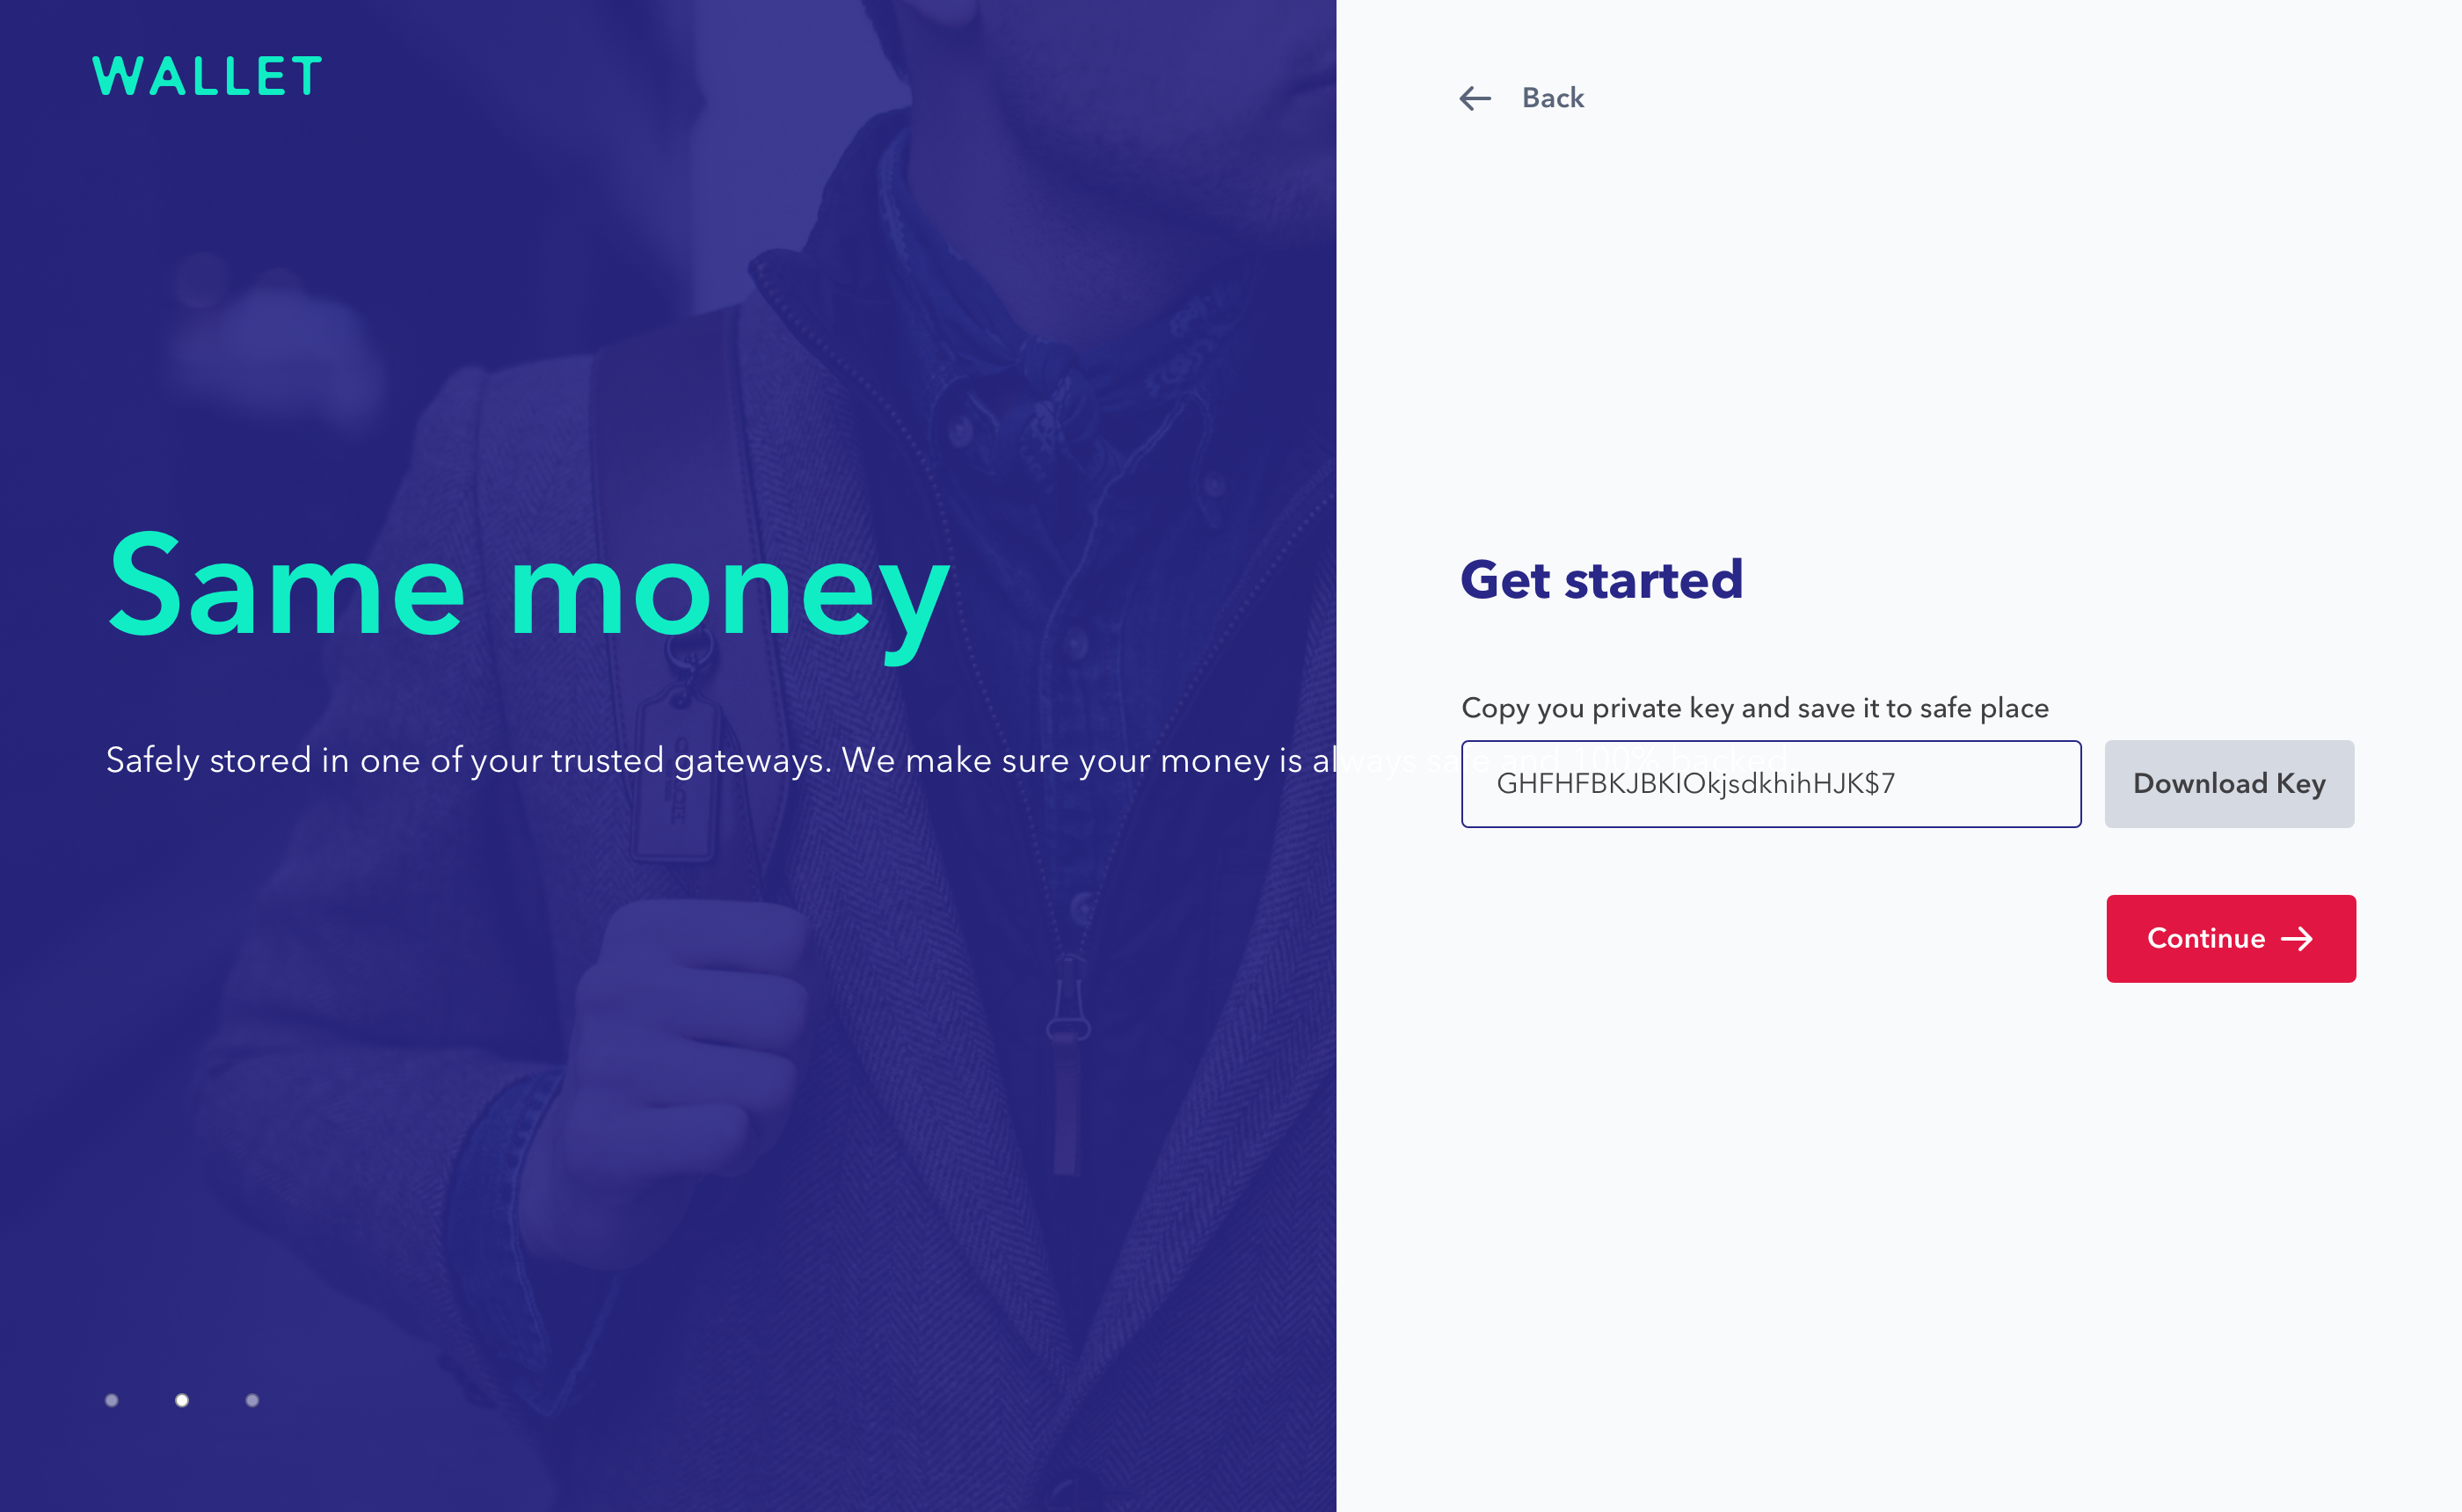 WALLET
Back
Same money
Safely stored in one of your trusted gateways. We make sure your money is always safe and 100% backed.
Get started
Copy you private key and save it to safe place
GHFHFBKJBKIOkjsdkhihHJK$7
Download Key
Continue